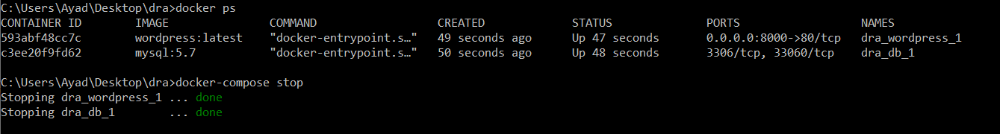 C:\Users\Ayad\Desktop\dra>docker ps
CONTAINER ID        IMAGE               COMMAND                  CREATED             STATUS              PORTS                  NAMES
593abf48cc7c        wordpress:latest    "docker-entrypoint.s…"   49 seconds ago      Up 47 seconds       0.0.0.0:8000->80/tcp   dra_wordpress_1
c3ee20f9fd62        mysql:5.7           "docker-entrypoint.s…"   50 seconds ago      Up 48 seconds       3306/tcp, 33060/tcp    dra_db_1
C:\Users\Ayad\Desktop\dra>docker-compose stop
Stopping dra_wordpress_1 ... done
Stopping dra_db_1        ... done